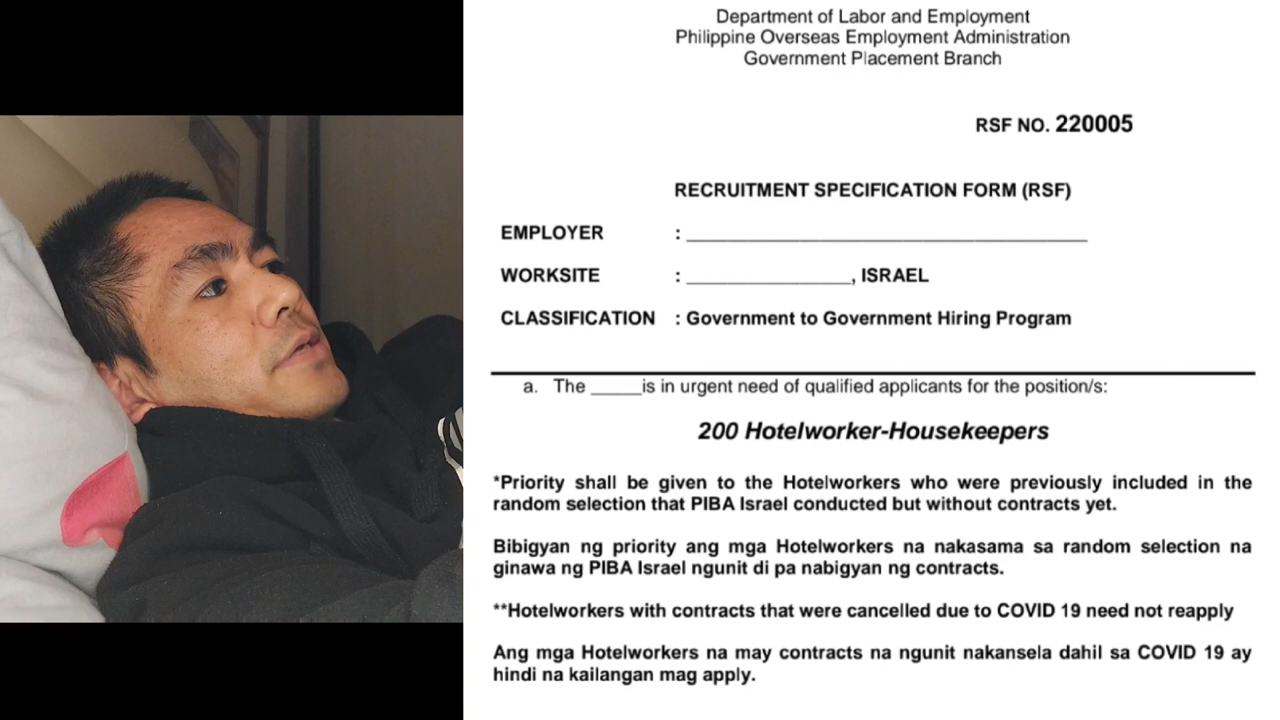 Department of Labor and Employment
Philippine Overseas Employment Administration
Government Placement Branch
RSF NO. 220005
RECRUITMENT SPECIFICATION FORM (RSF)
EMPLOYER : ________________________________________
WORKSITE : ________________, ISRAEL
CLASSIFICATION : Government to Government Hiring Program
a. The _____is in urgent need of qualified applicants for the position/s:
200 Hotelworker-Housekeepers
*Priority shall be given to the Hotelworkers who were previously included in the
random selection that PIBA Israel conducted but without contracts yet.
Bibigyan ng priority ang mga Hotelworkers na nakasama sa random selection na
ginawa ng PIBA Israel ngunit di pa nabigyan ng contracts.
**Hotelworkers with contracts that were cancelled due to COVID 19 need not reapply
Ang mga Hotelworkers na may contracts na ngunit nakansela dahil sa COVID 19 ay
hindi na kailangan mag apply.